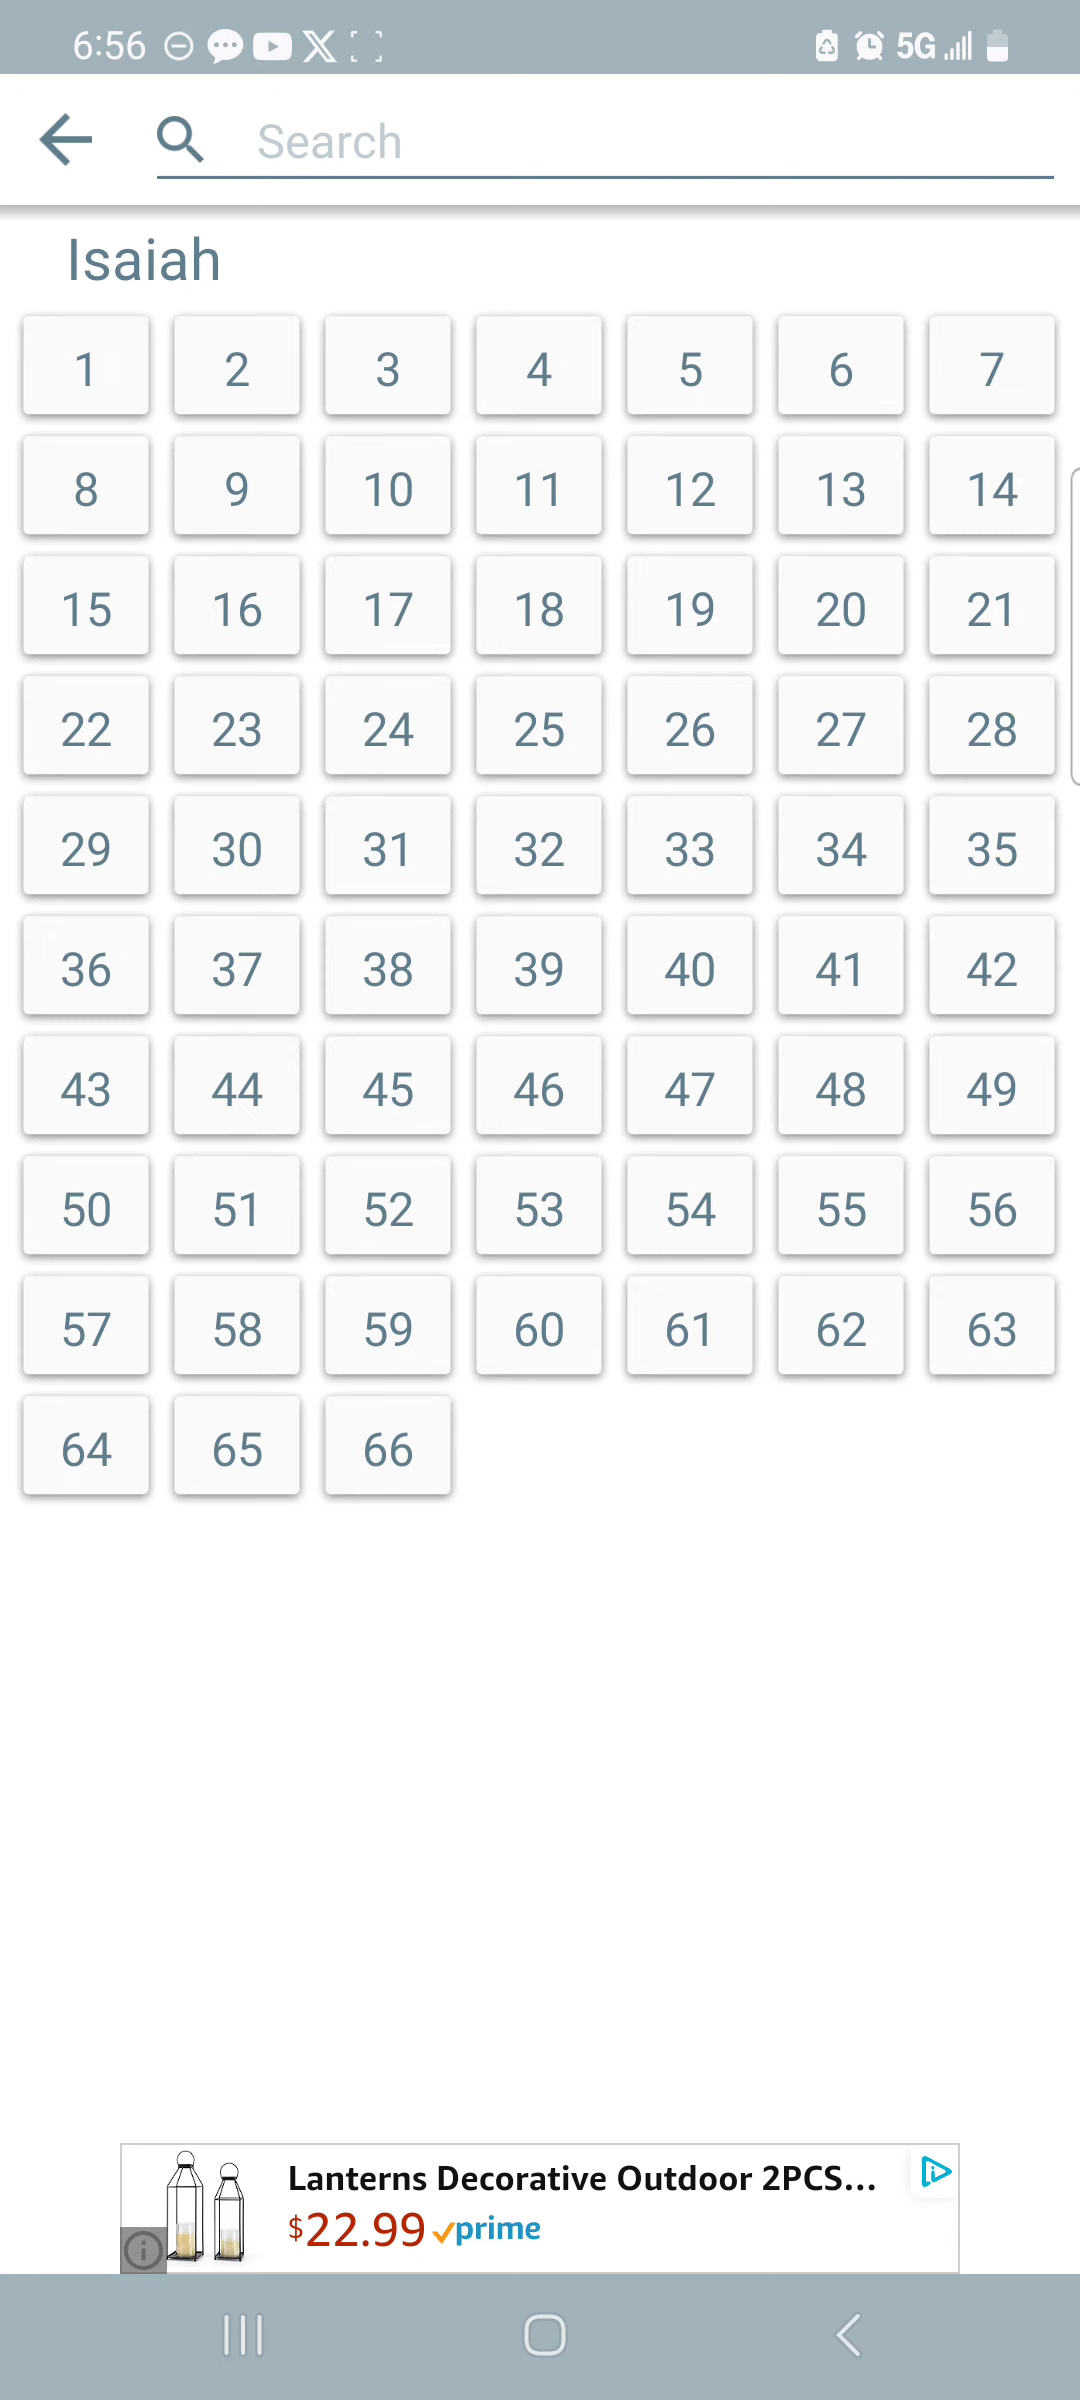 6:56 5G
Search
Isaiah
1 2 3 4 5 6 7
8 9 10 11 12 13 14
15 16 17 18 19 20 21
22 23 24 25 26 27 28
29 30 31 32 33 34 35
36 37 38 39 40 41 42
43 44 45 46 47 48 49
50 51 52 53 54 55 56
57 58 59 60 61 62 63
64 65 66
Lanterns Decorative Outdoor 2PCS...
$22.99 prime